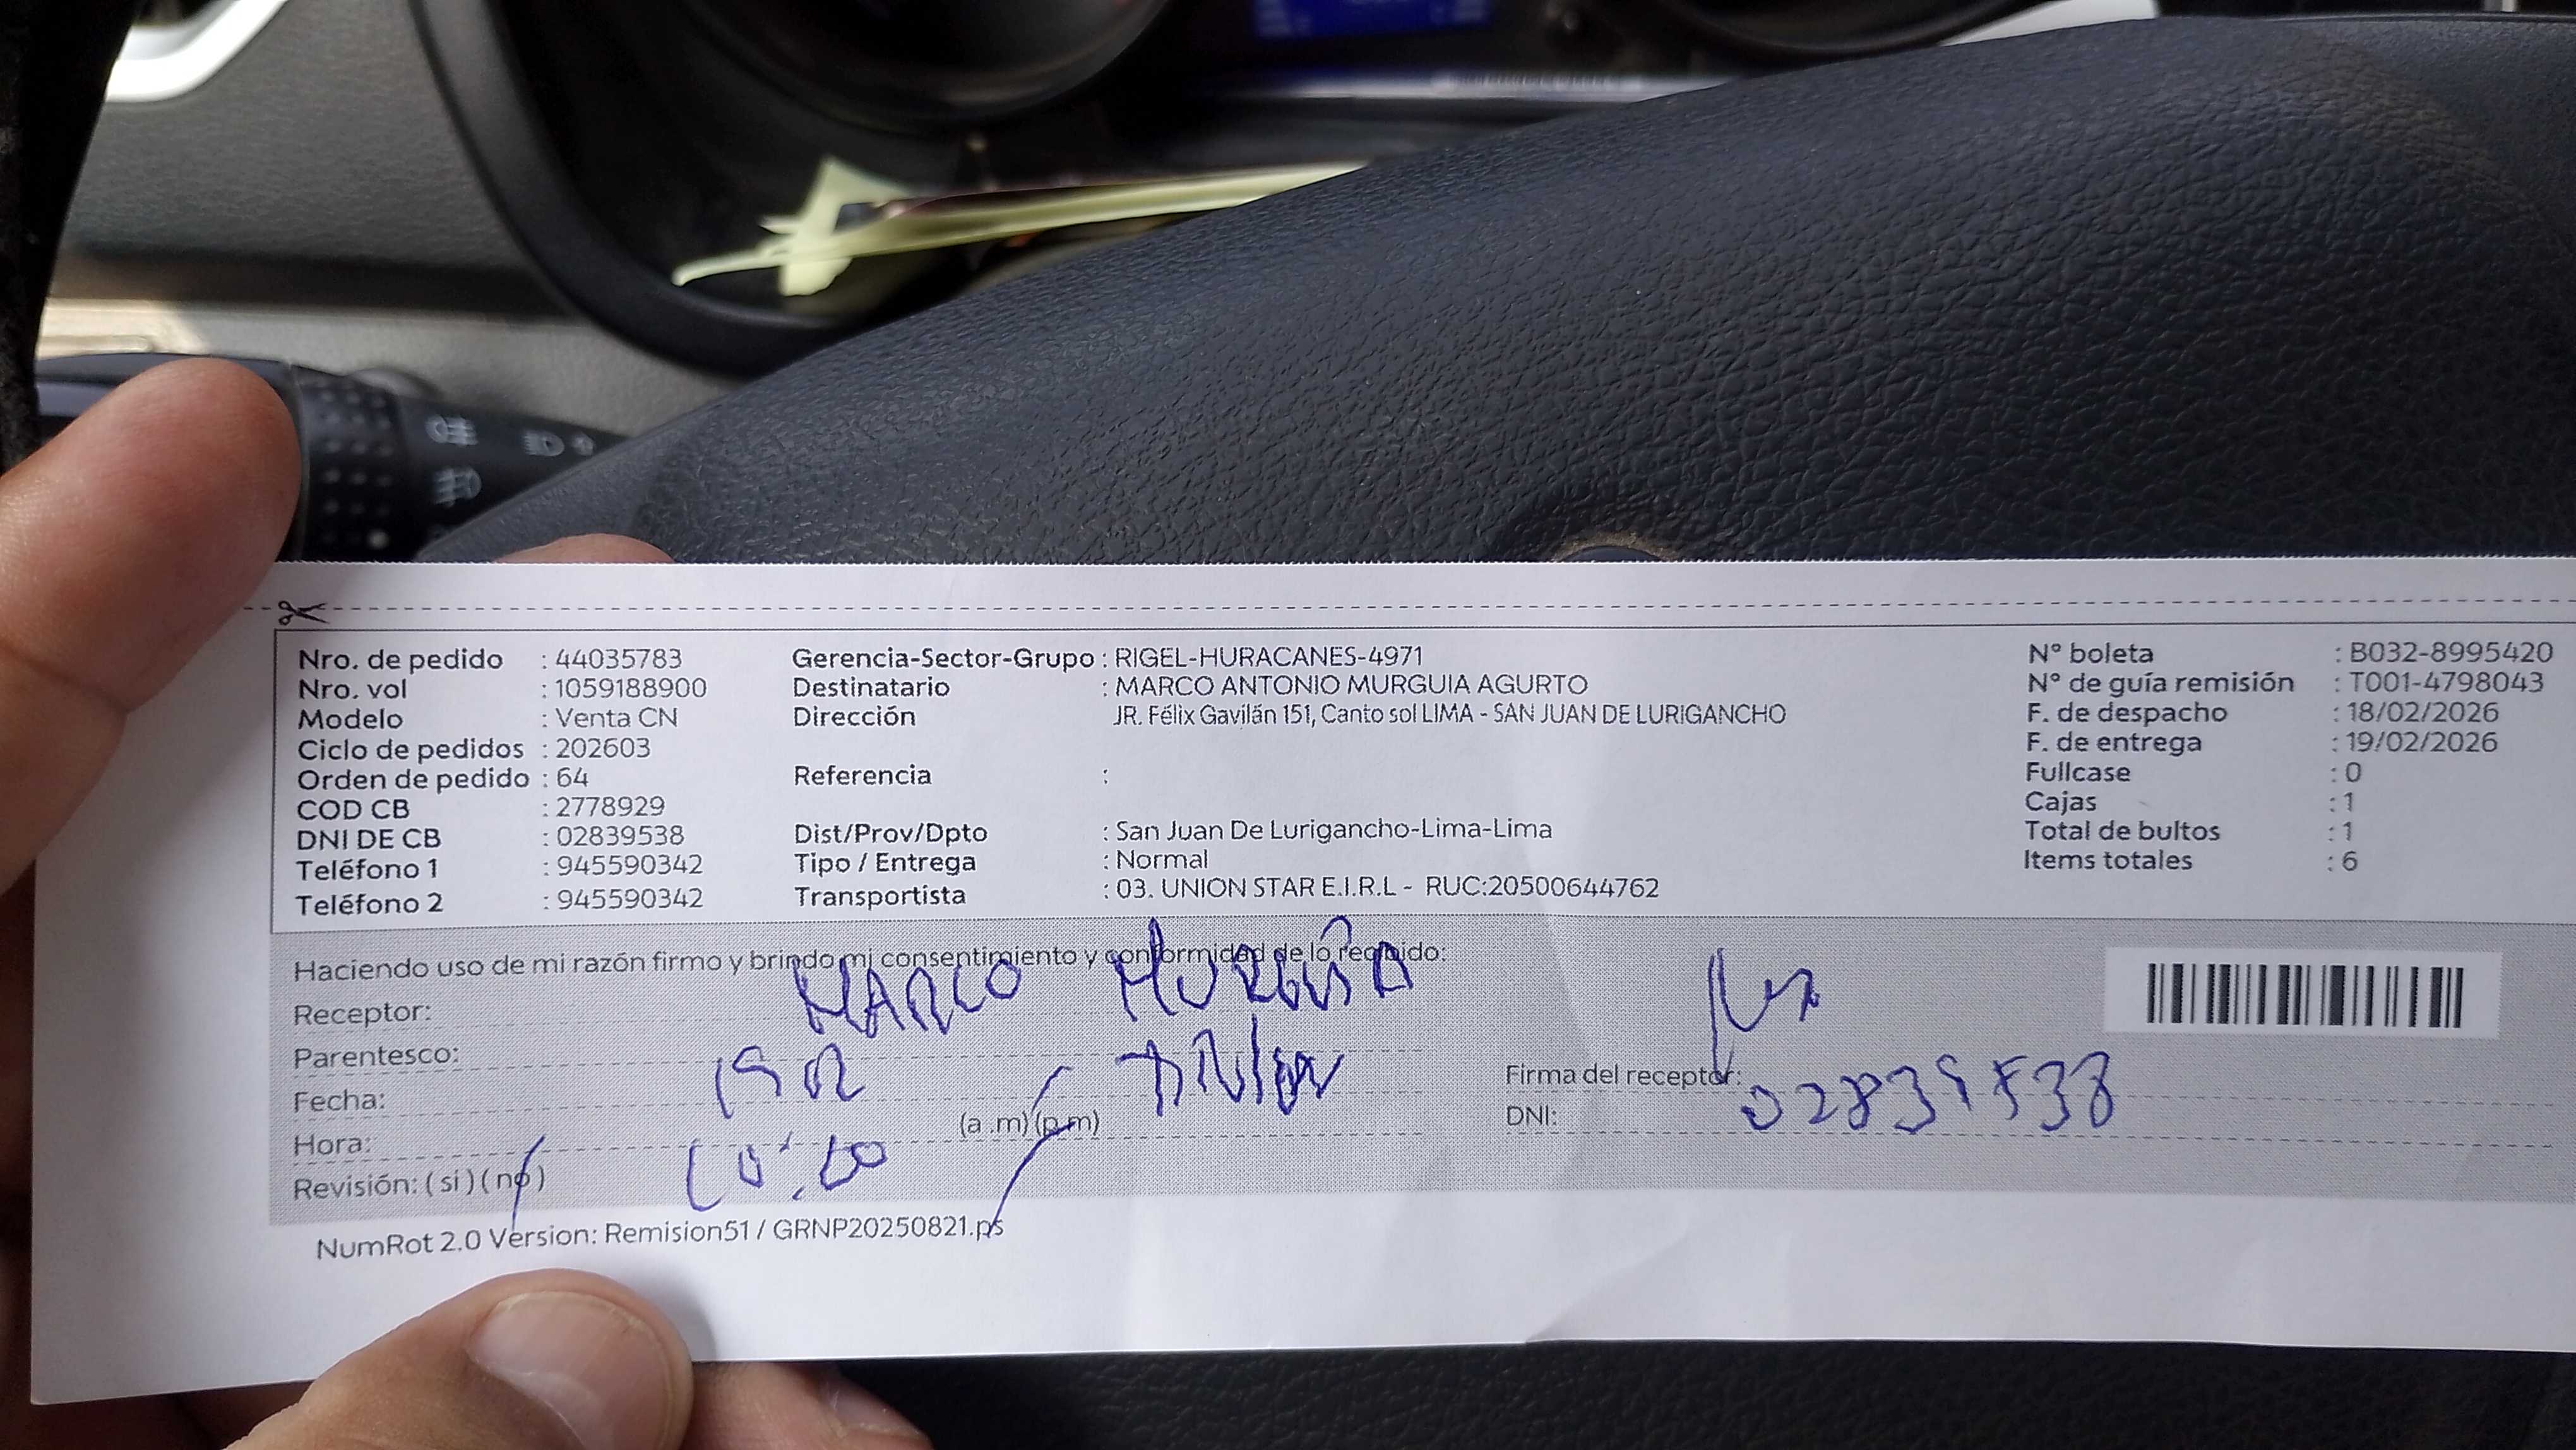 Nro. de pedido : 44035783 Gerencia-Sector-Grupo : RIGEL-HURACANES-4971 N° boleta : B032-8995420
Nro. vol : 1059188900 Destinatario : MARCO ANTONIO MURGUIA AGURTO N° de guía remisión : T001-4798043
Modelo : Venta CN Dirección JR. Félix Gavilán 151, Canto sol LIMA - SAN JUAN DE LURIGANCHO F. de despacho : 18/02/2026
Ciclo de pedidos : 202603 F. de entrega : 19/02/2026
Orden de pedido : 64 Referencia : Fullcase : 0
COD CB : 2778929 Cajas : 1
DNI DE CB : 02839538 Dist/Prov/Dpto : San Juan De Lurigancho-Lima-Lima Total de bultos : 1
Teléfono 1 : 945590342 Tipo / Entrega : Normal Items totales : 6
Teléfono 2 : 945590342 Transportista : 03. UNION STAR E.I.R.L - RUC:20500644762
Haciendo uso de mi razón firmo y brindo mi consentimiento y conformidad de lo recibido:
Receptor: MARCO MURGUÍA
Parentesco:
Fecha: 19 02
Firma del receptor:
Hora: 10:00 (a .m) (p.m)
DNI: 02839538
Revisión: ( si ) ( no )
NumRot 2.0 Version: Remision51 / GRNP20250821.ps